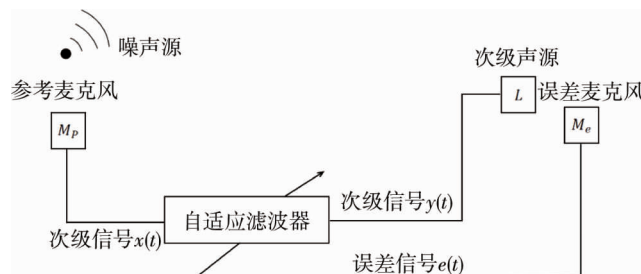 噪声源
参考麦克风
M_P
次级声源
L
误差麦克风
M_e
自适应滤波器
次级信号x(t)
次级信号y(t)
误差信号e(t)